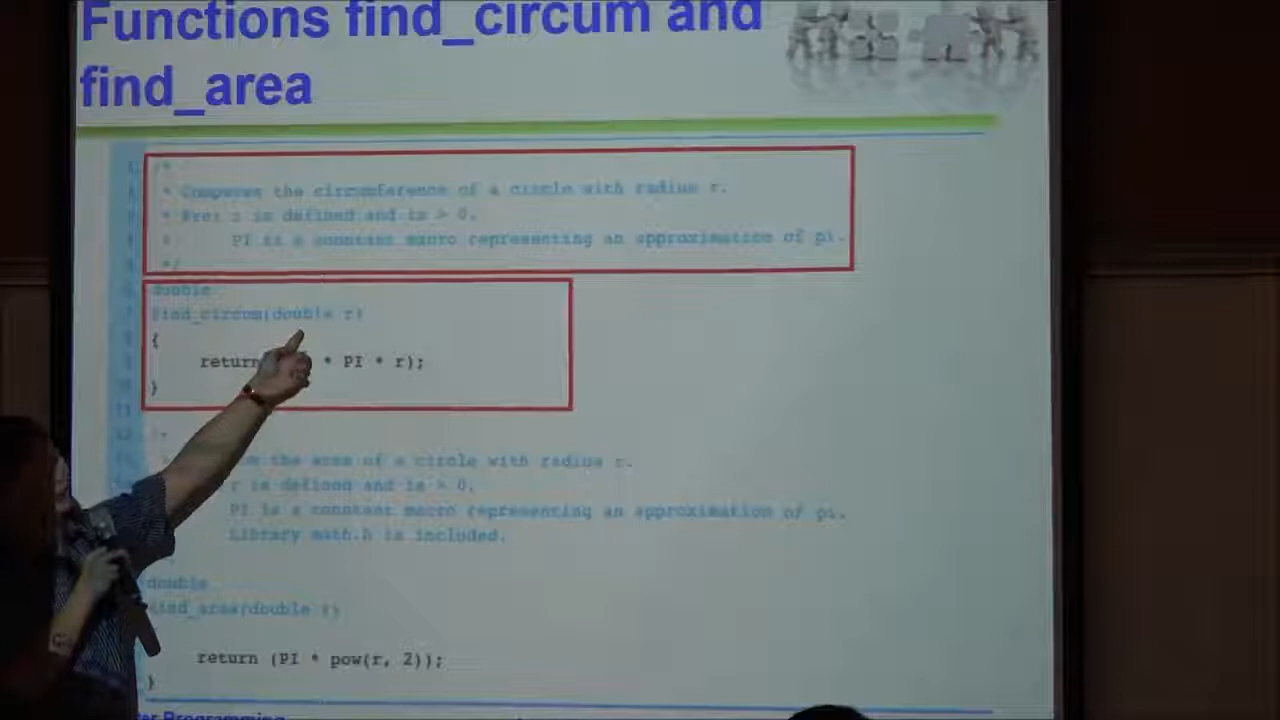 Functions find_circum and
find_area
/*
* Computes the circumference of a circle with radius r.
* Pre: r is defined and is > 0.
* PI is a constant macro representing an approximation of pi.
*/
double
find_circum(double r)
{
return * PI * r);
}
11
12 /*
the area of a circle with radius r.
r is defined and is > 0.
PI is a constant macro representing an approximation of pi.
Library math.h is included.
double
find_area(double r)
return (PI * pow(r, 2));
}
Programming